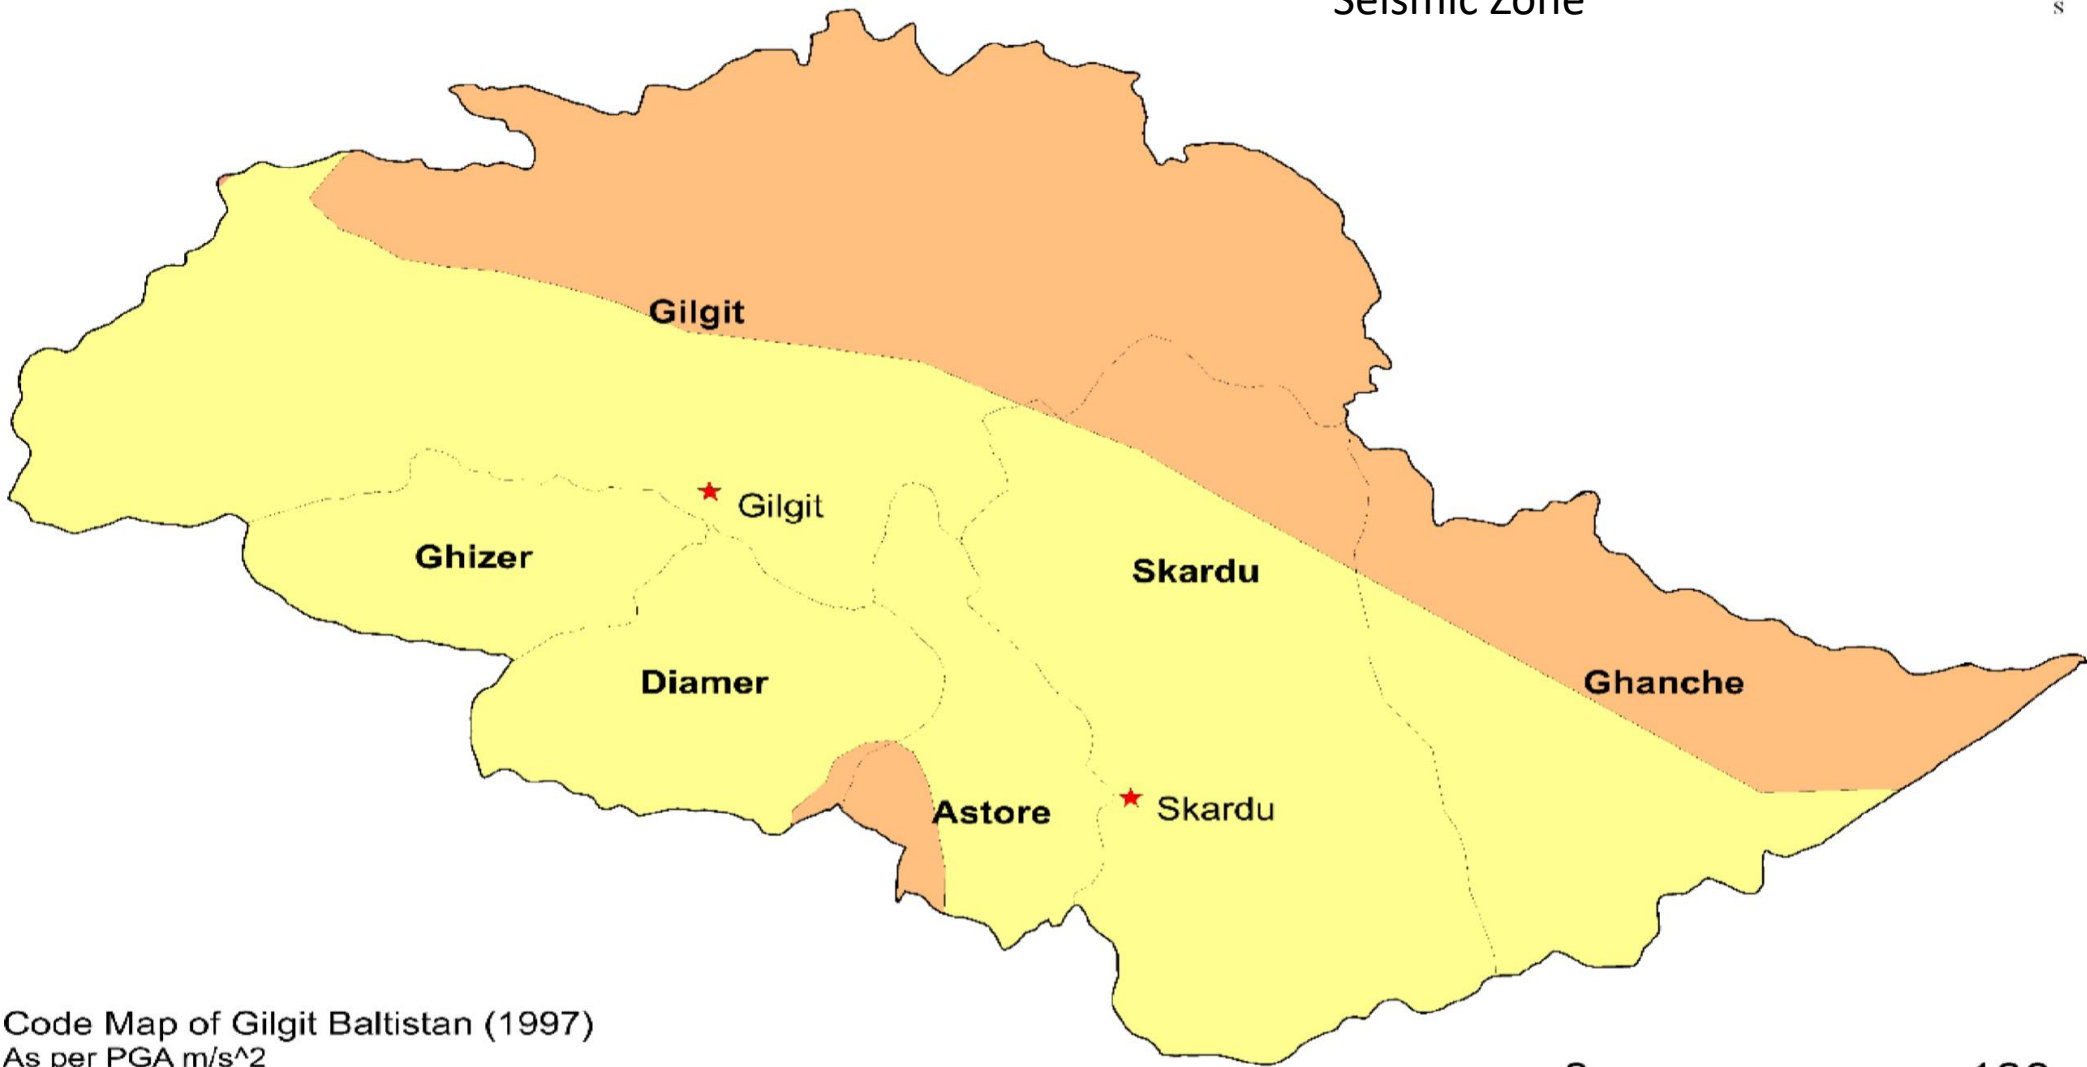 Seismic Zone
s
Gilgit
Gilgit
Ghizer
Skardu
Diamer
Ghanche
Astore
Skardu
Code Map of Gilgit Baltistan (1997)
As per PGA m/s^2